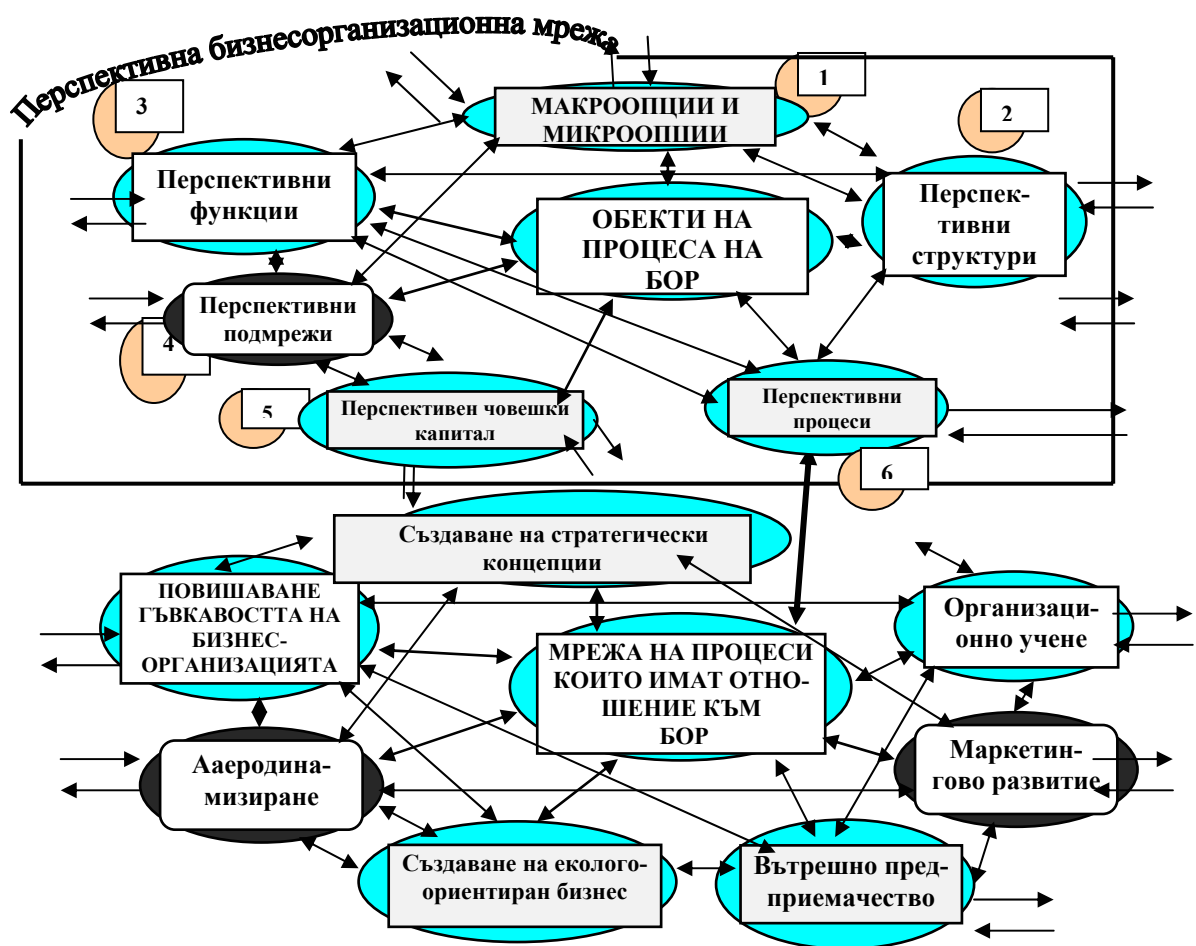 Перспективна бизнесорганизационна мрежа
1
3
МАКРООПЦИИ И
МИКРООПЦИИ
2
Перспективни
функции
Перспек-
тивни
структури
ОБЕКТИ НА
ПРОЦЕСА НА
БОР
Перспективни
подмрежи
4
5
Перспективен човешки
капитал
Перспективни
процеси
6
Създаване на стратегически
концепции
ПОВИШАВАНЕ
ГЪВКАВОСТТА НА
БИЗНЕС-
ОРГАНИЗАЦИЯТА
Организаци-
онно учене
МРЕЖА НА ПРОЦЕСИ
КОИТО ИМАТ ОТНО-
ШЕНИЕ КЪМ
БОР
Ааеродина-
мизиране
Маркетин-
гово развитие
Създаване на еколого-
ориентиран бизнес
Вътрешно пред-
приемачество